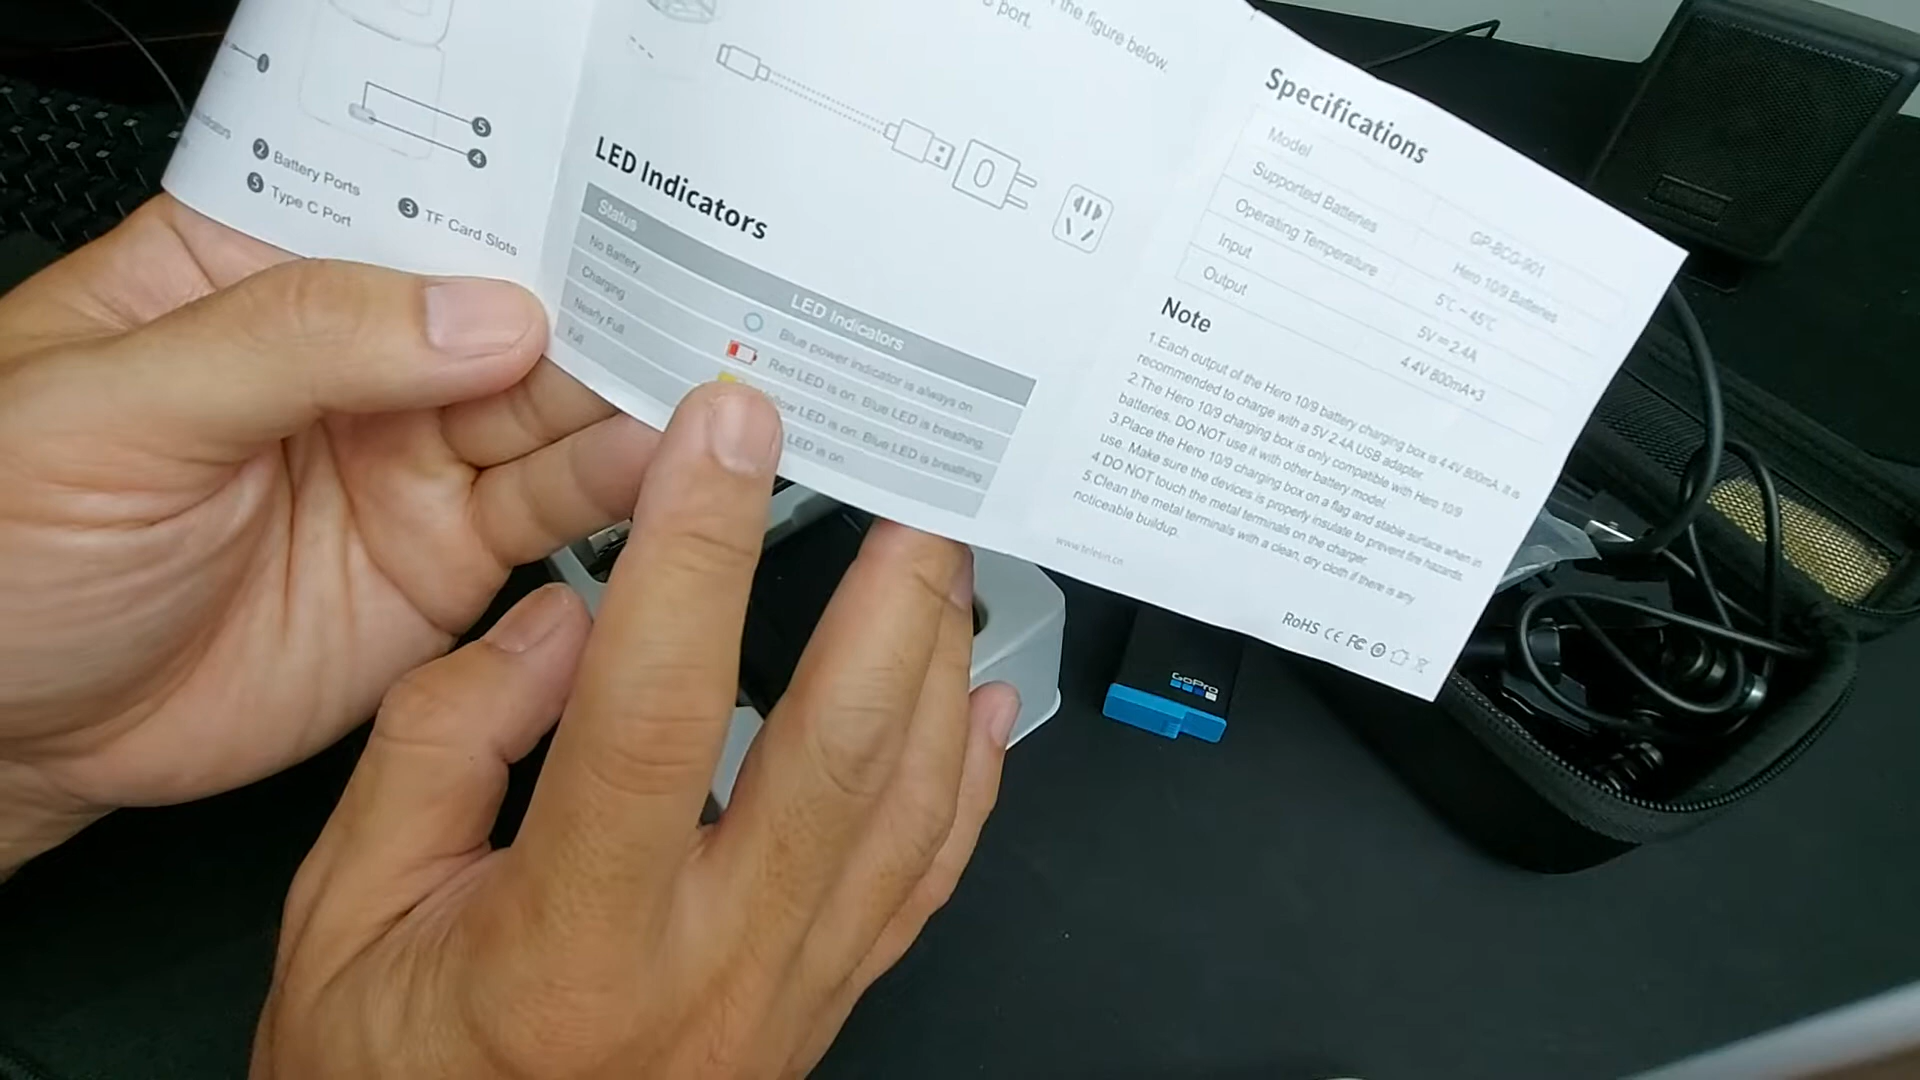 the figure below.
port.
1
5
4
2 Battery Ports
5 Type C Port
3 TF Card Slots
LED Indicators
Status
LED Indicators
No Battery
Blue power indicator is always on
Charging
Red LED is on. Blue LED is breathing.
Nearly Full
LED is on. Blue LED is breathing
Full
LED is on.
Specifications
Model
GP-BCG-901
Supported Batteries
Hero 10/9 Batteries
Operating Temperature
5℃ ~ 45℃
Input
5V = 2.4A
Output
4.4V 800mA*3
Note
1.Each output of the Hero 10/9 battery charging box is 4.4V 800mA. It is
recommended to charge with a 5V 2.4A USB adapter.
2.The Hero 10/9 charging box is only compatible with Hero 10/9
batteries. DO NOT use it with other battery model.
3.Place the Hero 10/9 charging box on a flag and stable surface when in
use. Make sure the devices is properly insulate to prevent fire hazards.
4.DO NOT touch the metal terminals on the charger.
5.Clean the metal terminals with a clean, dry cloth if there is any
noticeable buildup.
www.telesin.cn
RoHS CE FC
GoPro